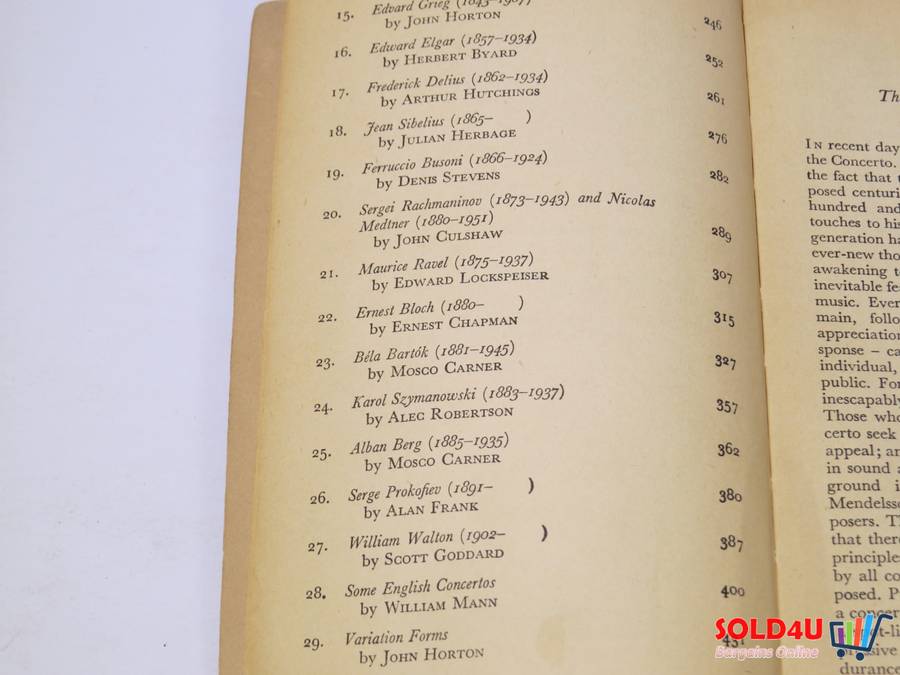 15. Edvard Grieg (1843–1907)
by JOHN HORTON 246
16. Edward Elgar (1857–1934)
by HERBERT BYARD 252
17. Frederick Delius (1862–1934)
by ARTHUR HUTCHINGS 261
18. Jean Sibelius (1865– )
by JULIAN HERBAGE 276
19. Ferruccio Busoni (1866–1924)
by DENIS STEVENS 282
20. Sergei Rachmaninov (1873–1943) and Nicolas
Medtner (1880–1951)
by JOHN CULSHAW 289
21. Maurice Ravel (1875–1937)
by EDWARD LOCKSPEISER 307
22. Ernest Bloch (1880– )
by ERNEST CHAPMAN 315
23. Béla Bartók (1881–1945)
by MOSCO CARNER 327
24. Karol Szymanowski (1883–1937)
by ALEC ROBERTSON 357
25. Alban Berg (1885–1935)
by MOSCO CARNER 362
26. Serge Prokofiev (1891– )
by ALAN FRANK 380
27. William Walton (1902– )
by SCOTT GODDARD 387
28. Some English Concertos
by WILLIAM MANN 400
29. Variation Forms
by JOHN HORTON 431
Th
IN recent day
the Concerto.
the fact that
posed centuri
hundred and
touches to his
generation ha
ever-new tho
awakening t
inevitable fe
music. Ever
main, follo
appreciation
sponse – ca
individual,
public. For
inescapably
Those who
certo seek
appeal; an
in sound a
ground i
Mendelsso
posers. T
that there
principles
by all co
posed. P
a concer
durance
SOLD4U
Bargains Online